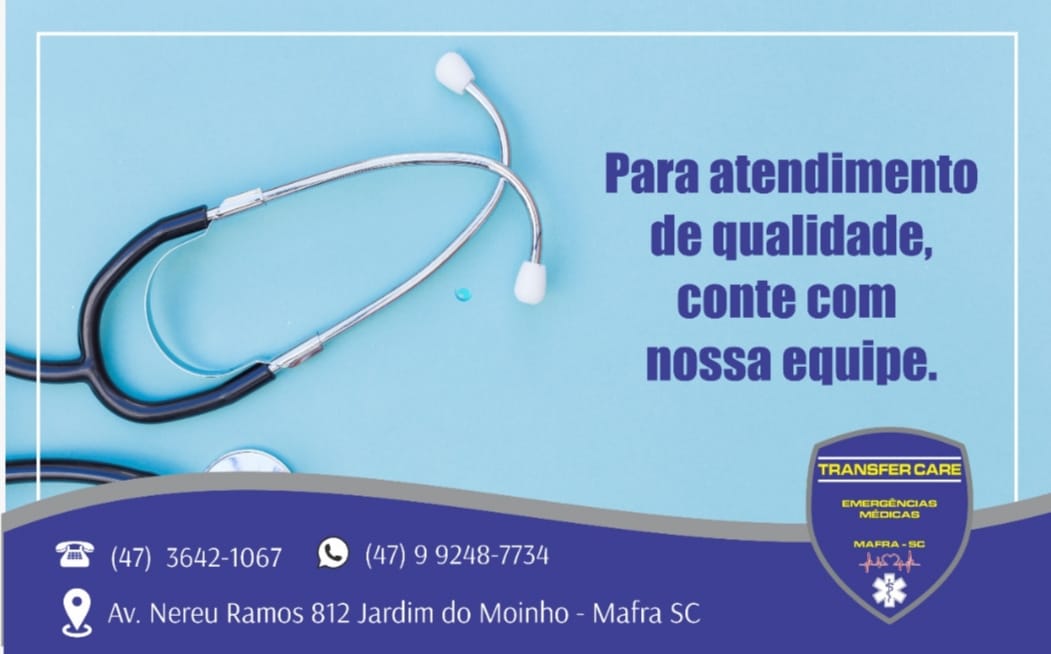 Para atendimento
de qualidade,
conte com
nossa equipe.
TRANSFER CARE
EMERGÊNCIAS
MÉDICAS
MAFRA - SC
(47) 3642-1067 (47) 9 9248-7734
Av. Nereu Ramos 812 Jardim do Moinho - Mafra SC